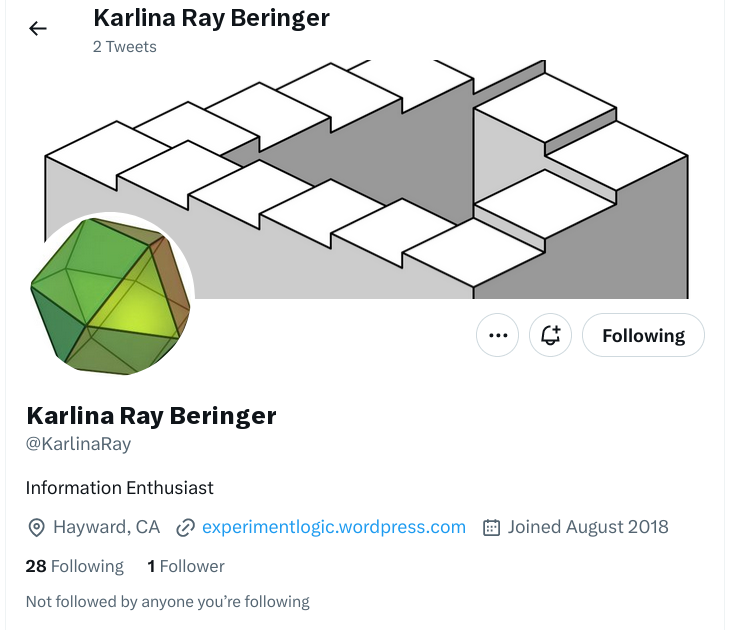 Karlina Ray Beringer
2 Tweets
Following
Karlina Ray Beringer
@KarlinaRay
Information Enthusiast
Hayward, CA experimentlogic.wordpress.com Joined August 2018
28 Following 1 Follower
Not followed by anyone you’re following